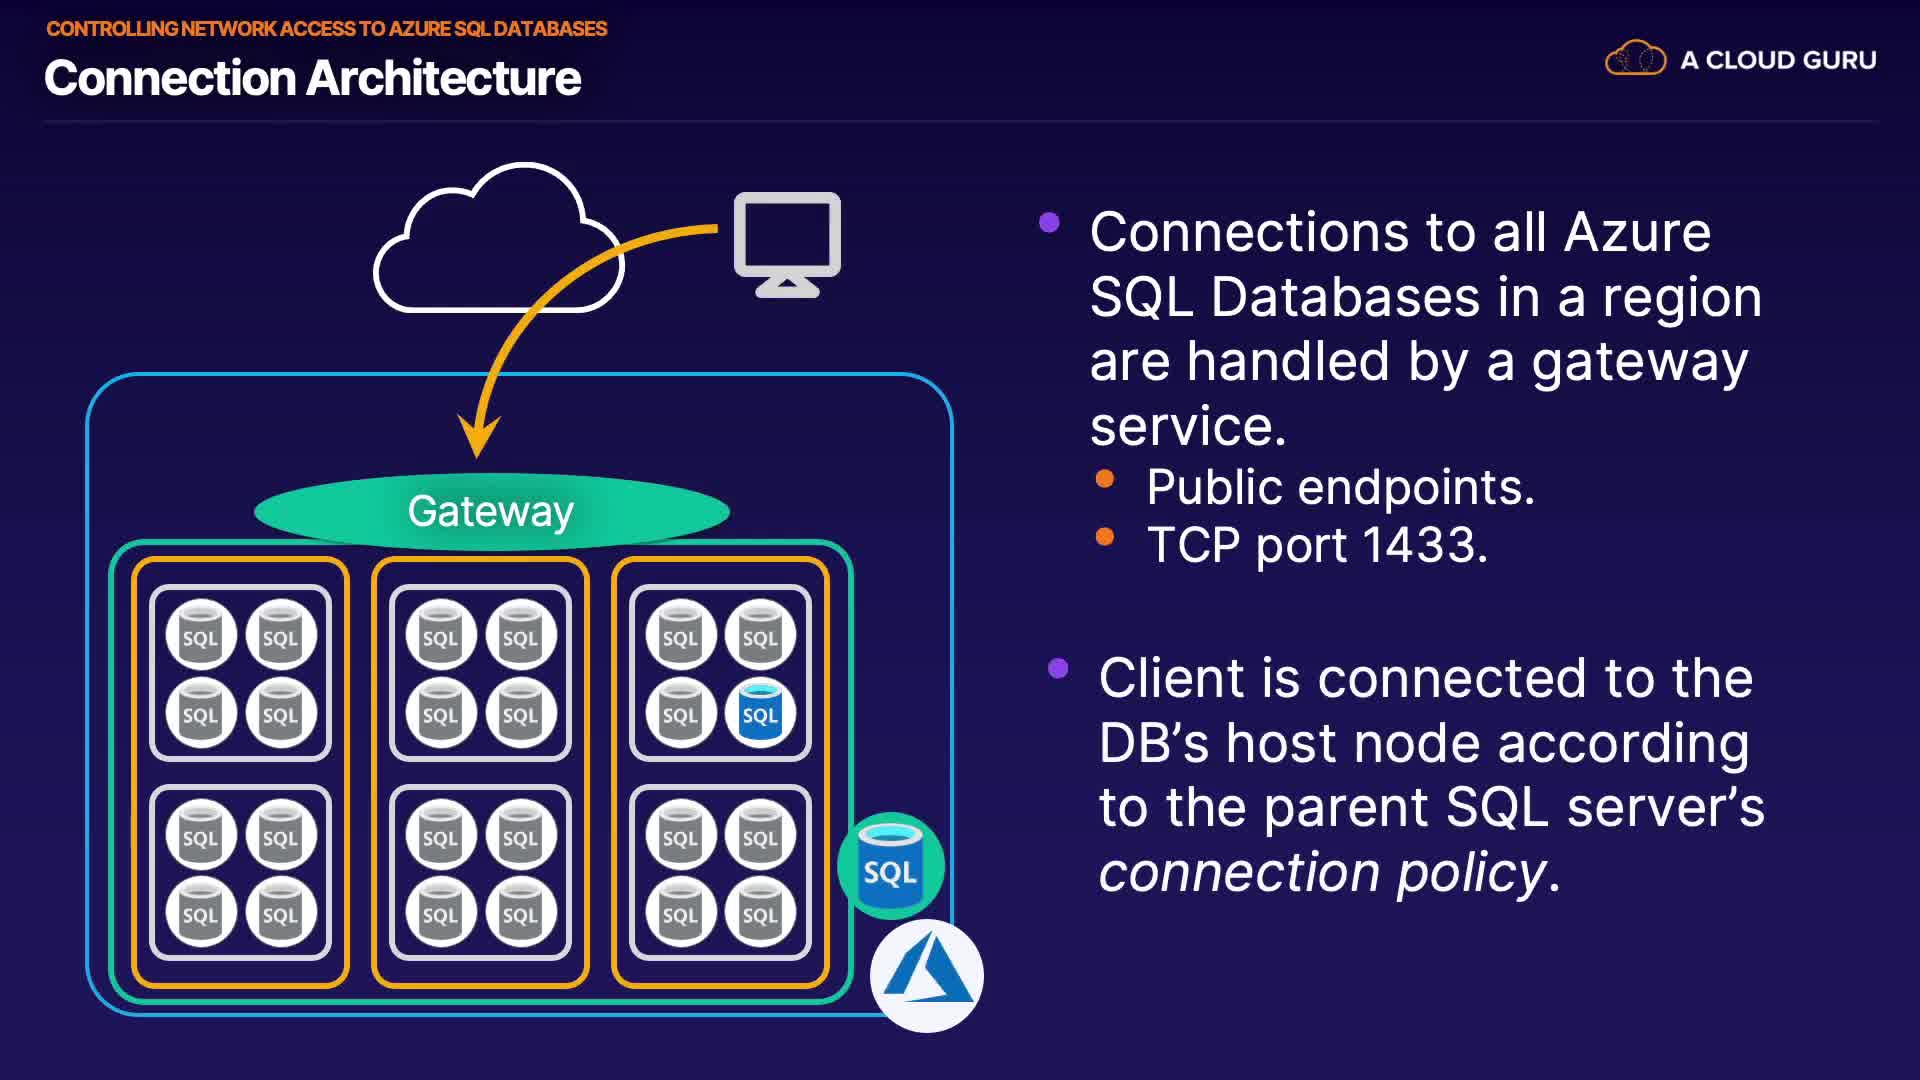 CONTROLLING NETWORK ACCESS TO AZURE SQL DATABASES
Connection Architecture
A CLOUD GURU
Connections to all Azure
SQL Databases in a region
are handled by a gateway
service.
Public endpoints.
TCP port 1433.
Client is connected to the
DB’s host node according
to the parent SQL server’s
connection policy.
Gateway
SQL SQL SQL SQL SQL SQL
SQL SQL SQL SQL SQL SQL
SQL SQL SQL SQL SQL SQL
SQL SQL SQL SQL SQL SQL
SQL